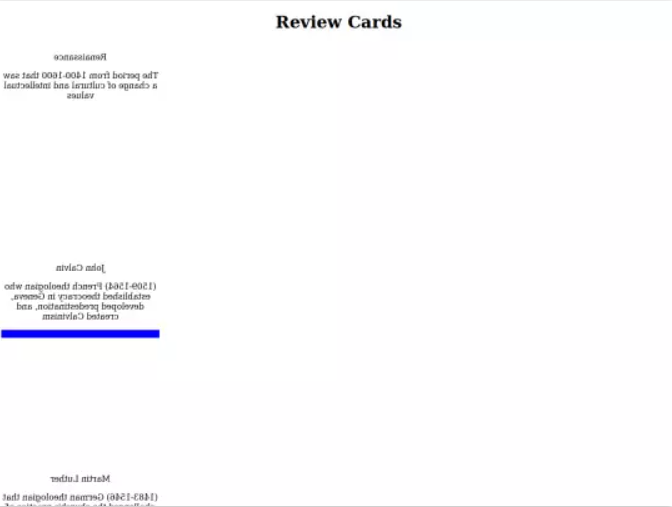 Review Cards
Renaissance
The period from 1400-1600 that saw
a change of cultural and intellectual
values
John Calvin
(1509-1564) French theologian who
established theocracy in Geneva,
developed predestination, and
created Calvinism
Martin Luther
(1483-1546) German theologian that